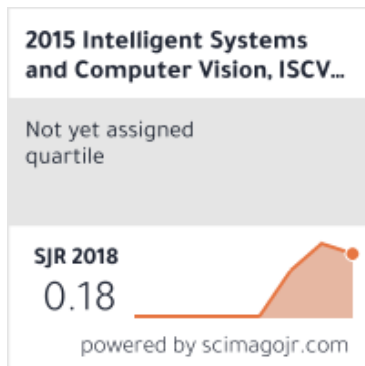 2015 Intelligent Systems
and Computer Vision, ISCV…
Not yet assigned
quartile
SJR 2018
0.18
powered by scimagojr.com